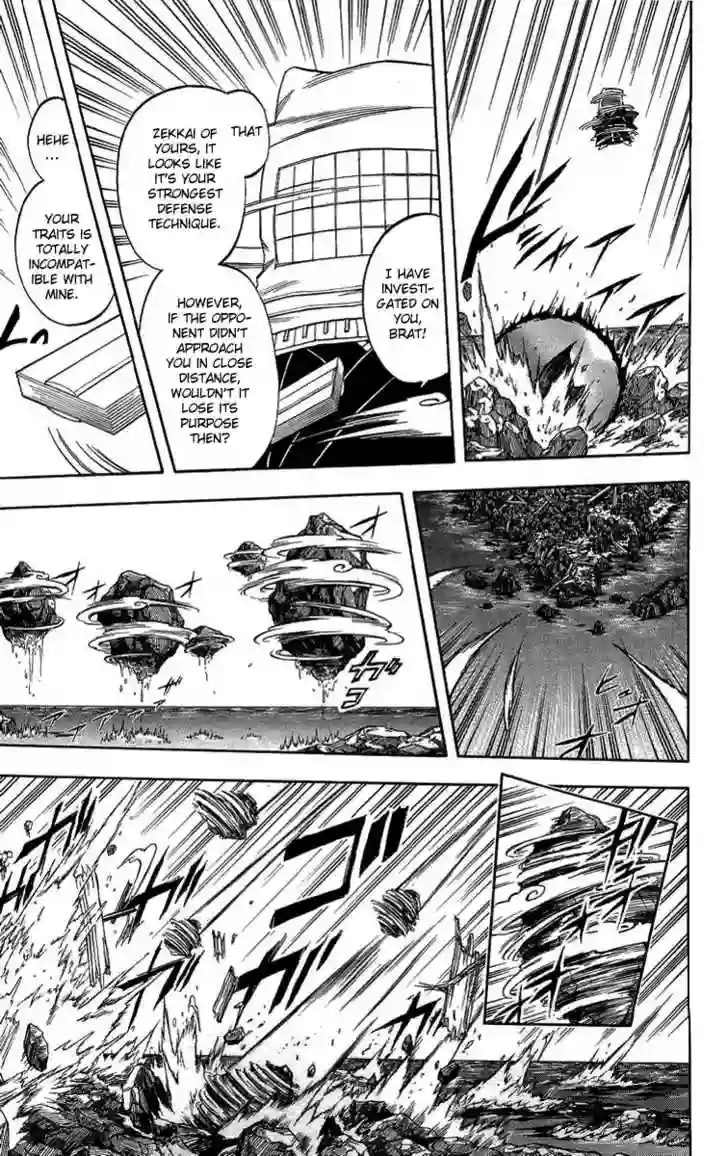 I HAVE
INVESTI-
GATED ON
YOU,
BRAT!
THAT
ZEKKAI OF
YOURS,
IT
LOOKS LIKE
IT'S YOUR
STRONGEST
DEFENSE
TECHNIQUE.
HOWEVER,
IF THE OPPO-
NENT DIDN'T
APPROACH
YOU IN CLOSE
DISTANCE,
WOULDN'T IT
LOSE ITS
PURPOSE
THEN?
HEHE
...
YOUR
TRAITS IS
TOTALLY
INCOMPAT-
IBLE WITH
MINE.